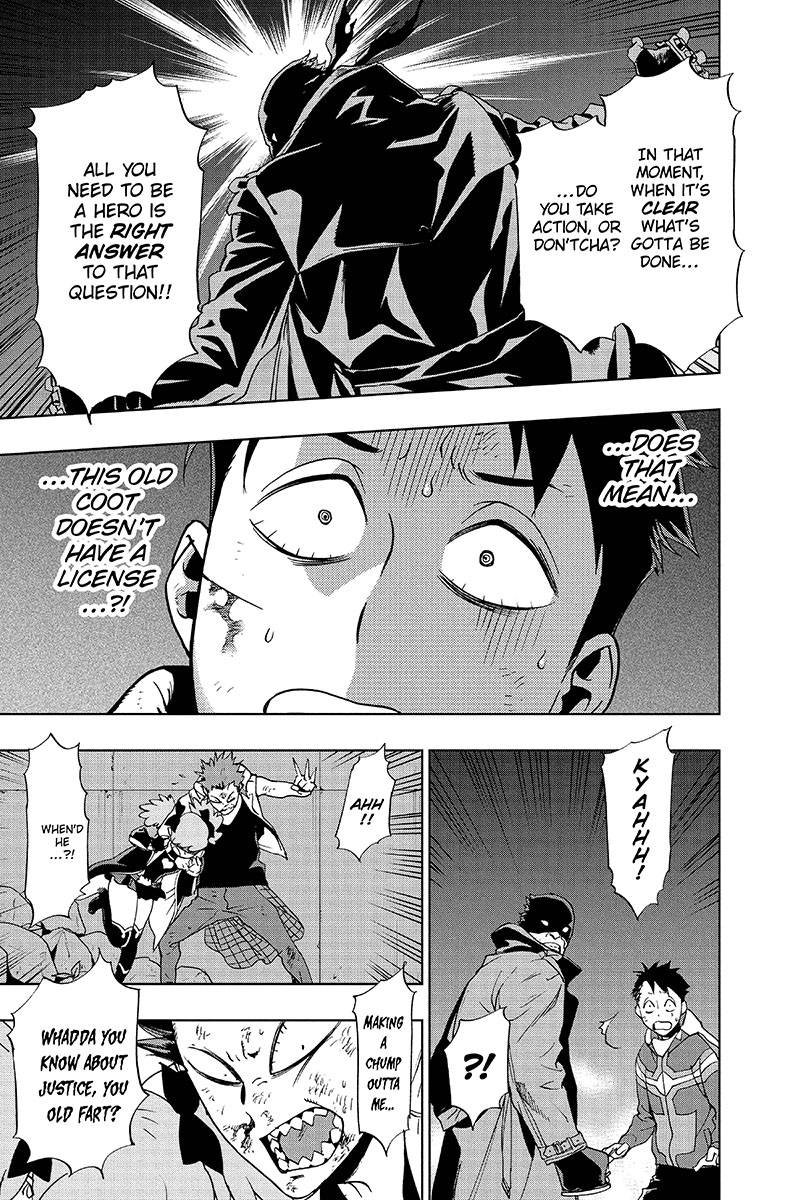 IN THAT
MOMENT,
WHEN IT'S
CLEAR
WHAT'S
GOTTA BE
DONE...
...DO
YOU TAKE
ACTION, OR
DON'TCHA?
ALL YOU
NEED TO BE
A HERO IS
THE RIGHT
ANSWER
TO THAT
QUESTION!!
...DOES
THAT
MEAN...
...THIS OLD
COOT
DOESN'T
HAVE A
LICENSE
...?!
KYAHHH!
?!
AHH
!!
WHEN'D
HE
...?!
MAKING
A
CHUMP
OUTTA
ME...
WHADDA YOU
KNOW ABOUT
JUSTICE, YOU
OLD FART?